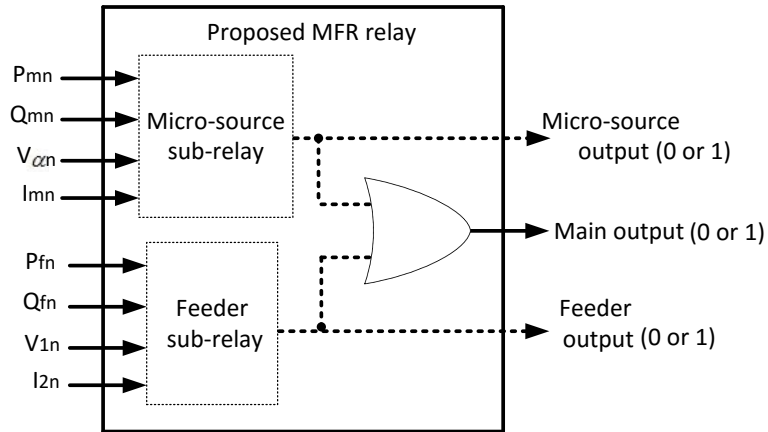 Proposed MFR relay
Pmn
Qmn
Vαn
Imn
Micro-source
sub-relay
Micro-source
output (0 or 1)
Main output (0 or 1)
Pfn
Qfn
V1n
I2n
Feeder
sub-relay
Feeder
output (0 or 1)